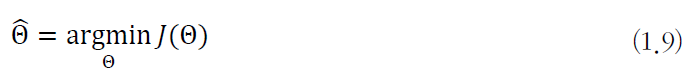 Θ̂ = argmin J(Θ) (1.9)
Θ